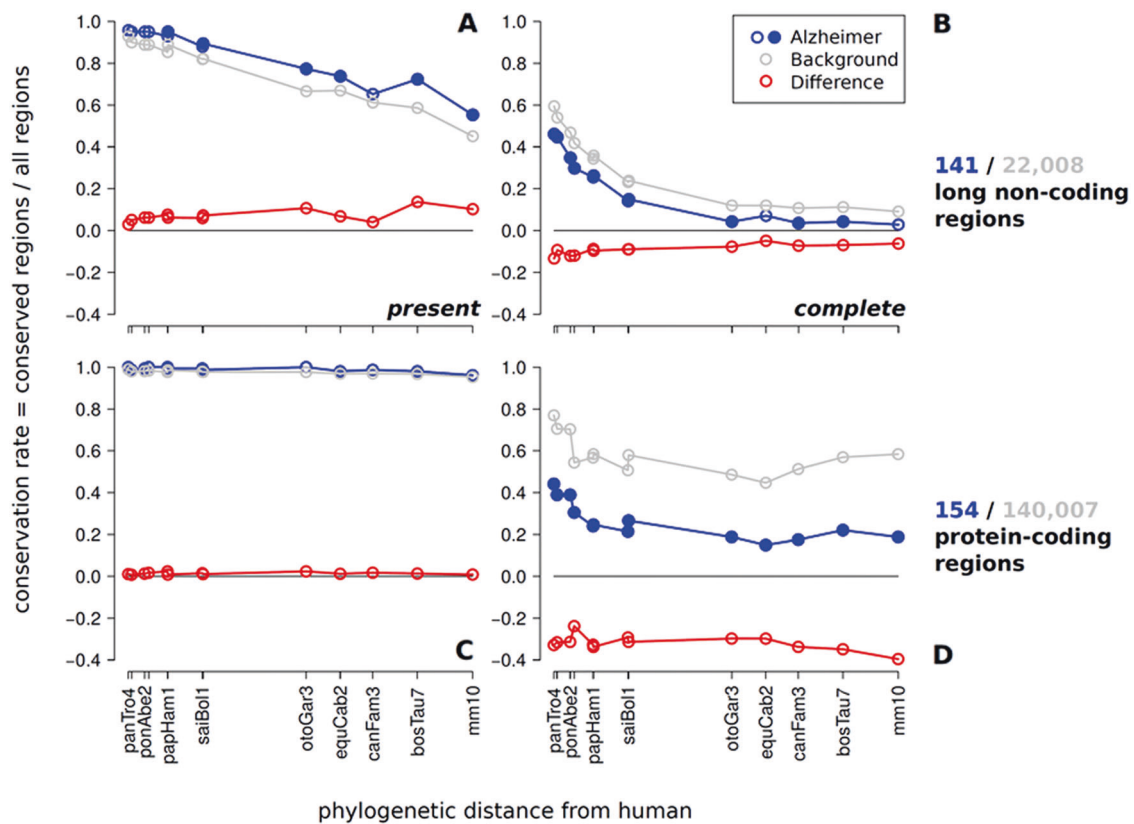 conservation rate = conserved regions / all regions
1.0
0.8
0.6
0.4
0.2
0.0
−0.2
−0.4
A
present
1.0
0.8
0.6
0.4
0.2
0.0
−0.2
−0.4
B
Alzheimer
Background
Difference
complete
141 / 22,008
long non-coding
regions
1.0
0.8
0.6
0.4
0.2
0.0
−0.2
−0.4
C
panTro4
ponAbe2
papHam1
saiBol1
otoGar3
equCab2
canFam3
bosTau7
mm10
1.0
0.8
0.6
0.4
0.2
0.0
−0.2
−0.4
D
panTro4
ponAbe2
papHam1
saiBol1
otoGar3
equCab2
canFam3
bosTau7
mm10
154 / 140,007
protein-coding
regions
phylogenetic distance from human